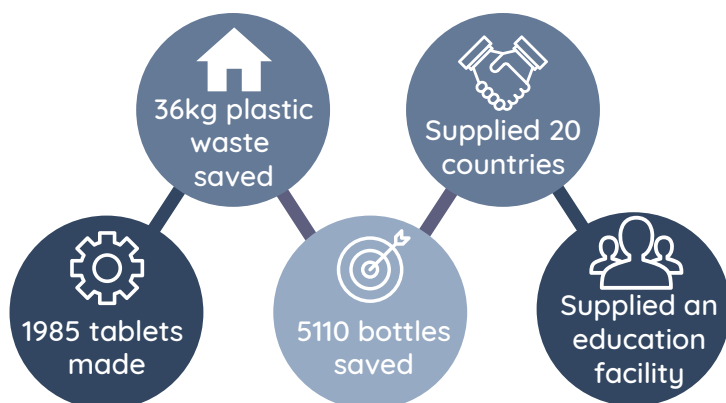 36kg plastic
waste
saved
Supplied 20
countries
1985 tablets
made
5110 bottles
saved
Supplied an
education
facility